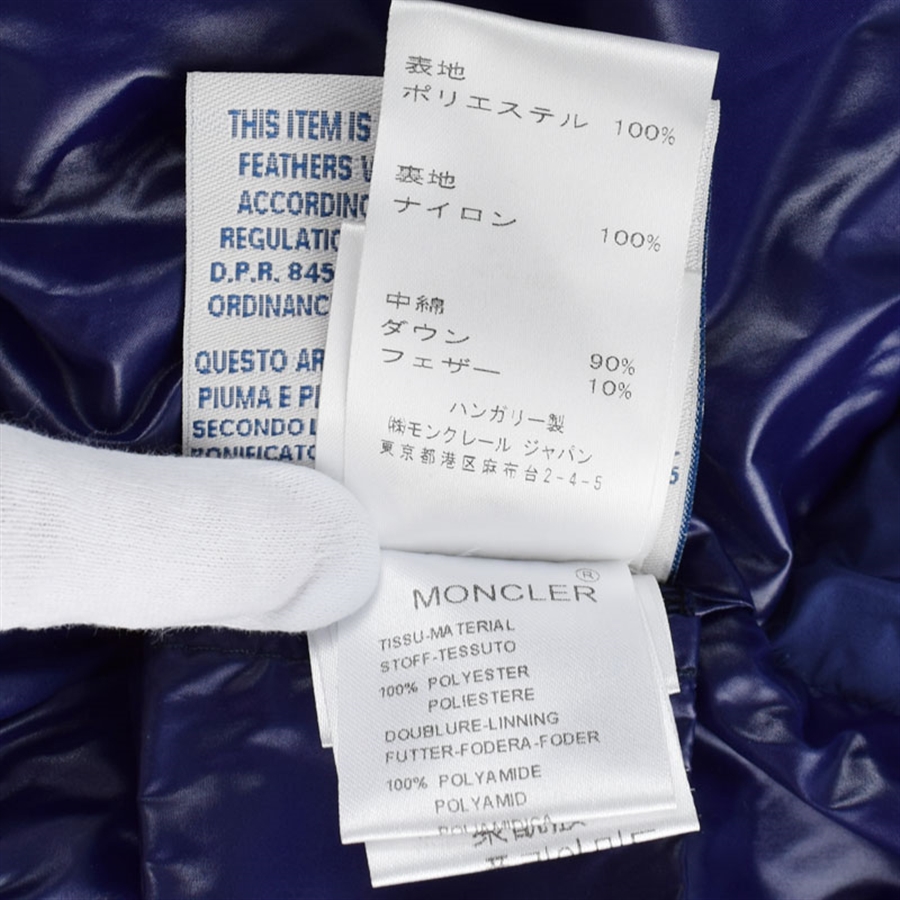 THIS ITEM IS
FEATHERS
ACCORDING
REGULATIO
D.P.R. 845
ORDINANC
QUESTO AR
PIUMA E PI
SECONDO L
BONIFICATO
表地
ポリエステル 100%
裏地
ナイロン 100%
中綿
ダウン 90%
フェザー 10%
ハンガリー製
㈱モンクレール ジャパン
東京都港区麻布台2-4-5
5
MONCLER®
TISSU-MATERIAL
STOFF-TESSUTO
100% POLYESTER
POLIESTERE
DOUBLURE-LINNING
FUTTER-FODERA-FODER
100% POLYAMIDE
POLYAMID